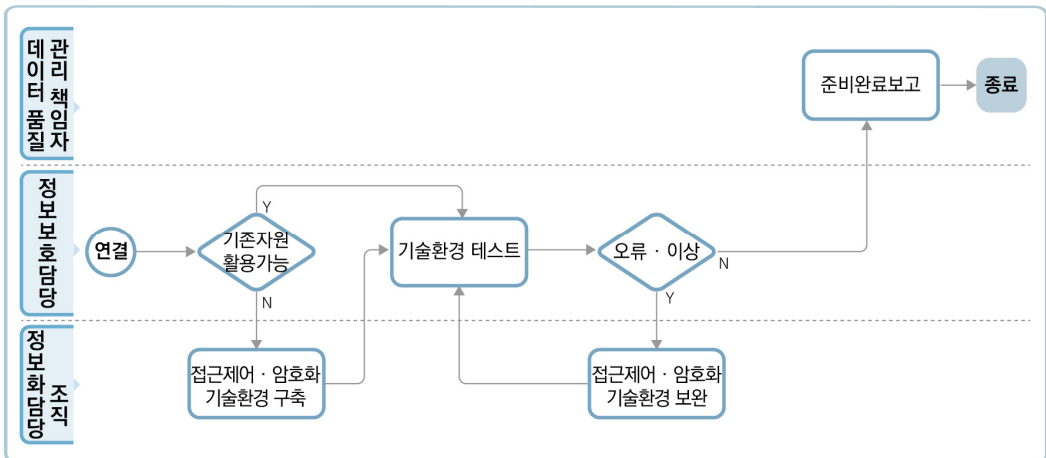 데이터 품질
관리 책임자
준비완료보고
종료
정보보호담당
연결
기존자원
활용가능
Y
N
기술환경 테스트
오류 · 이상
N
Y
정보화담당
조직
접근제어 · 암호화
기술환경 구축
접근제어 · 암호화
기술환경 보완